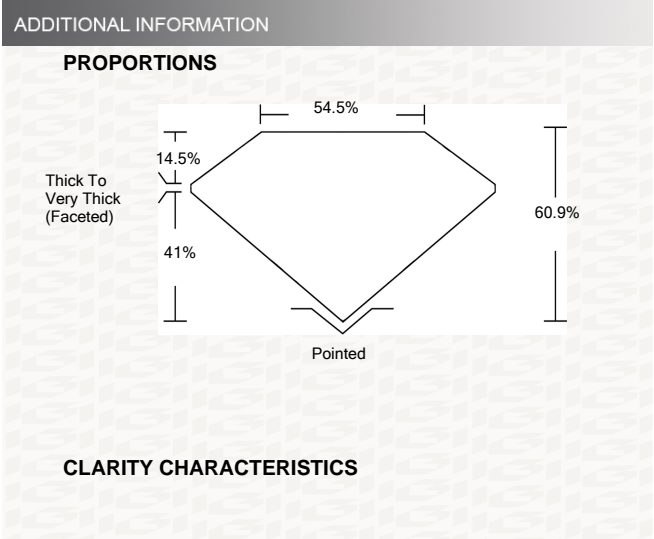 ADDITIONAL INFORMATION
PROPORTIONS
54.5%
14.5%
Thick To
Very Thick
(Faceted)
60.9%
41%
Pointed
CLARITY CHARACTERISTICS